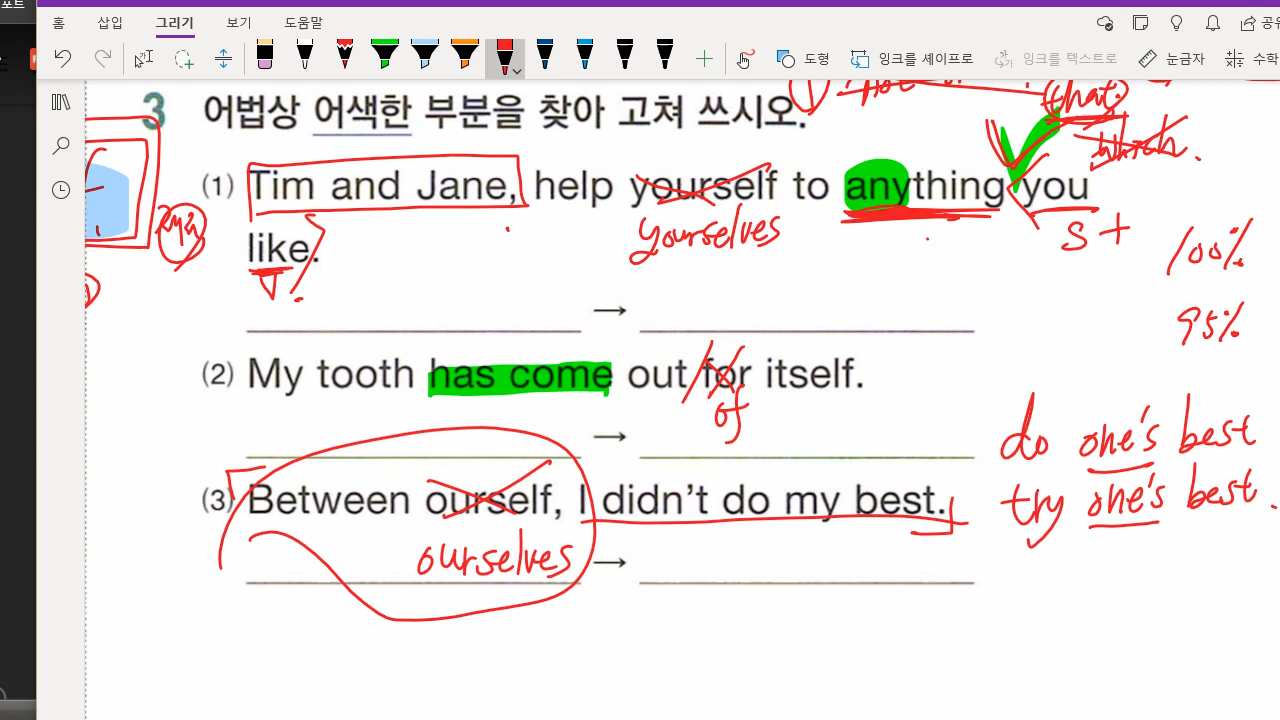 포트
홈 삽입 그리기 보기 도움말
공유
도형 잉크를 셰이프로 잉크를 텍스트로 눈금자 수학
(that)
which.
3 어법상 어색한 부분을 찾아 고쳐 쓰시오.
(1) Tim and Jane, help yourself to anything you
yourselves
S +
like.
V
100%
95%
→
(2) My tooth has come out for itself.
of
→
do one's best
(3) Between ourself, I didn't do my best.
try one's best.
ourselves
→